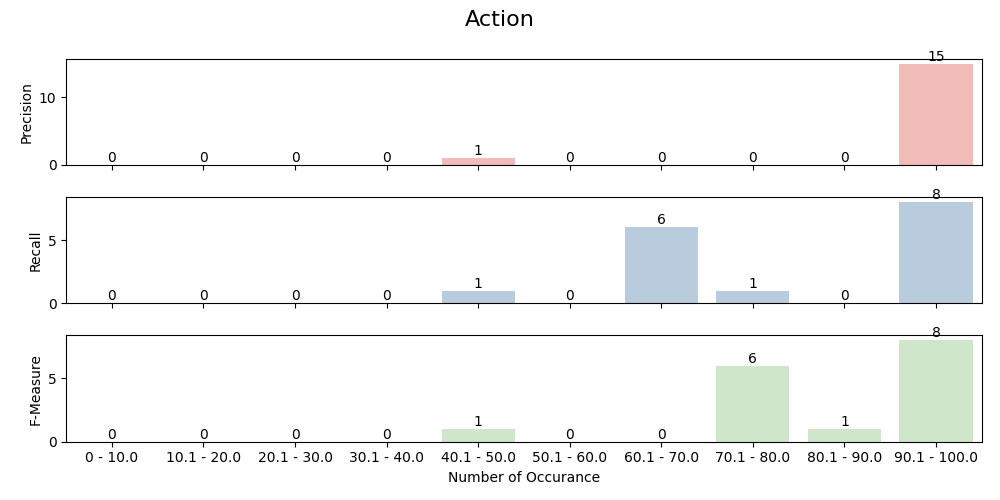 Action
Precision
10
0
0 0 0 0 1 0 0 0 0 15
Recall
5
0
0 0 0 0 1 0 6 1 0 8
F-Measure
5
0
0 0 0 0 1 0 0 6 1 8
0 - 10.0 10.1 - 20.0 20.1 - 30.0 30.1 - 40.0 40.1 - 50.0 50.1 - 60.0 60.1 - 70.0 70.1 - 80.0 80.1 - 90.0 90.1 - 100.0
Number of Occurance